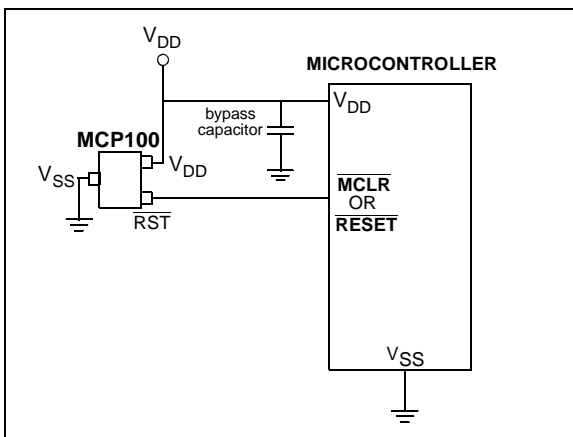 VDD
MICROCONTROLLER
bypass
capacitor
VDD
MCP100
VDD
VSS
RST
MCLR
OR
RESET
VSS